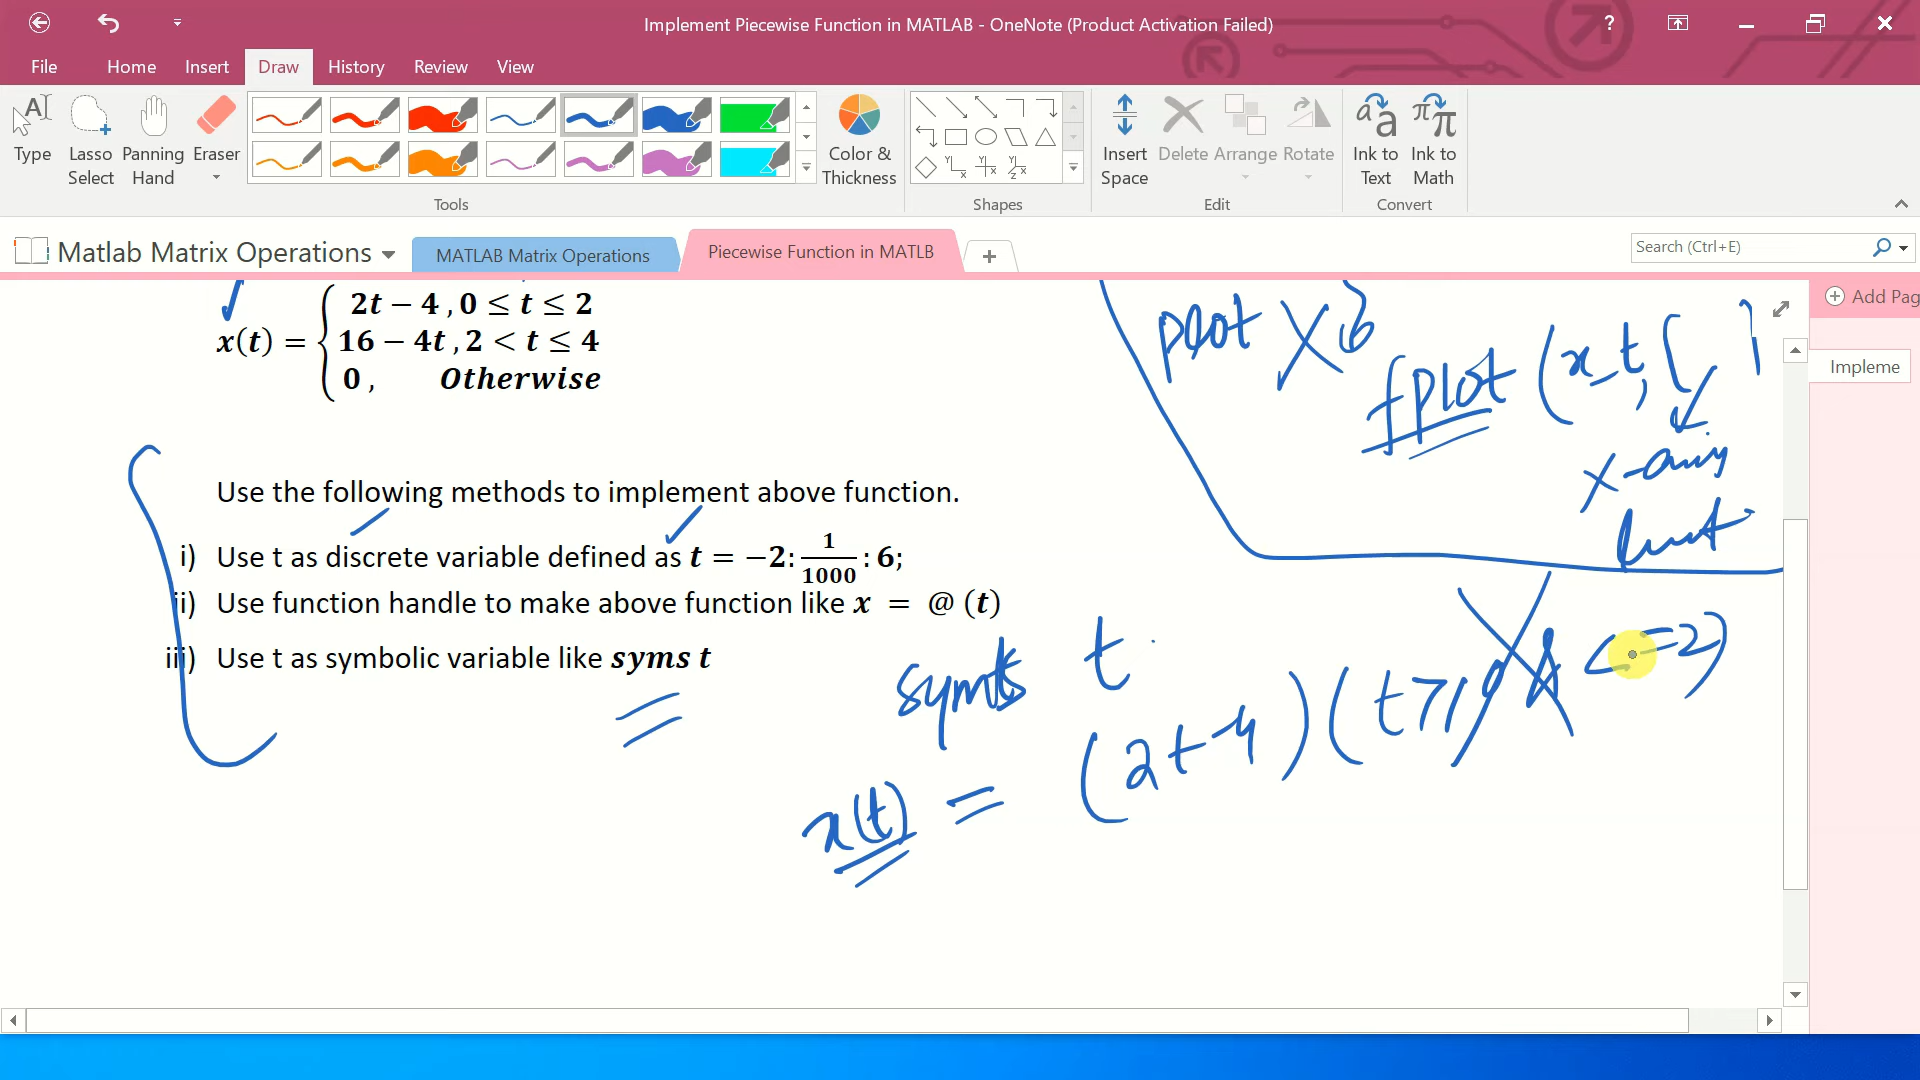 Implement Piecewise Function in MATLAB - OneNote (Product Activation Failed)
File Home Insert Draw History Review View
Type
Lasso Select
Panning Hand
Eraser
Color & Thickness
Insert Space
Delete
Arrange
Rotate
Ink to Text
Ink to Math
Tools
Shapes
Edit
Convert
Matlab Matrix Operations
MATLAB Matrix Operations
Piecewise Function in MATLB
Search (Ctrl+E)
Add Pag
Impleme
x(t) = { 2t − 4 , 0 ≤ t ≤ 2
16 − 4t , 2 < t ≤ 4
0 , Otherwise
plot
fplot (x_t, [ ]
x-axis
limit
Use the following methods to implement above function.
i) Use t as discrete variable defined as t = −2: 1/1000 : 6;
ii) Use function handle to make above function like x = @ (t)
iii) Use t as symbolic variable like syms t
syms t
x(t) = (2t-4)(t>, 0 & <=2)